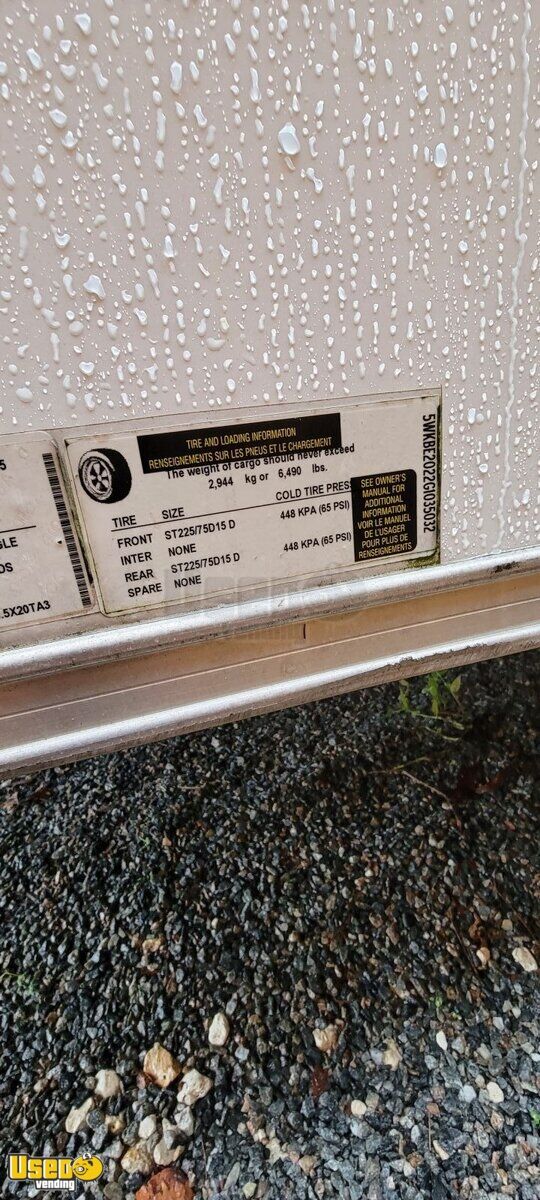 5
GLE
DS
.5X20TA3
TIRE AND LOADING INFORMATION
RENSEIGNEMENTS SUR LES PNEUS ET LE CHARGEMENT
The weight of cargo should never exceed
2,944 kg or 6,490 lbs.
TIRE SIZE COLD TIRE PRES
FRONT ST225/75D15 D 448 KPA (65 PSI)
INTER NONE
REAR ST225/75D15 D 448 KPA (65 PSI)
SPARE NONE
SEE OWNER'S
MANUAL FOR
ADDITIONAL
INFORMATION
VOIR LE MANUEL
DE L'USAGER
POUR PLUS DE
RENSEIGNEMENTS
5WKBE2022G1035032
Used
vending